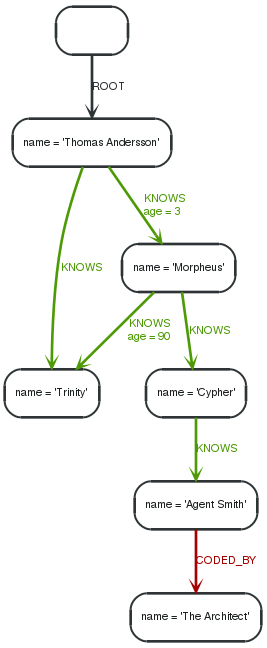 ROOT
name = 'Thomas Andersson'
KNOWS
age = 3
KNOWS
name = 'Morpheus'
KNOWS
age = 90
KNOWS
name = 'Trinity'
name = 'Cypher'
KNOWS
name = 'Agent Smith'
CODED_BY
name = 'The Architect'